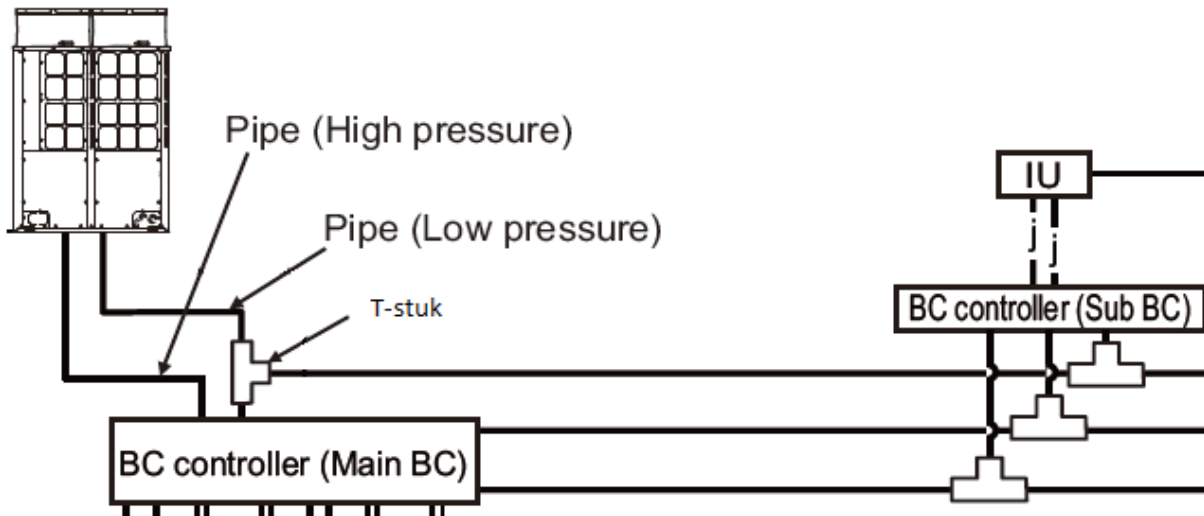 Pipe (High pressure)
IU
Pipe (Low pressure)
j j
T-stuk
BC controller (Sub BC)
BC controller (Main BC)